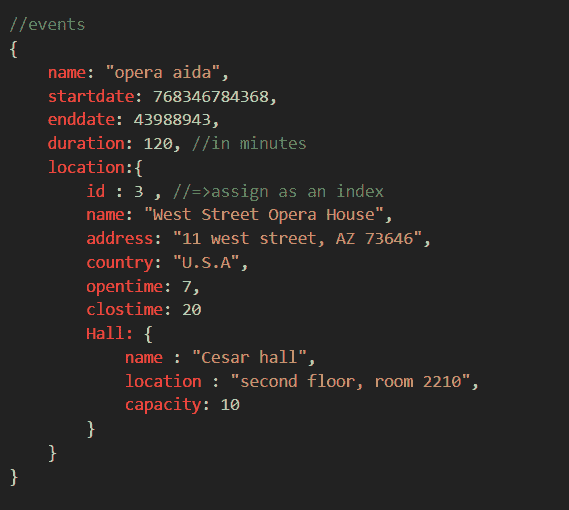 //events
{
    name: "opera aida",
    startdate: 768346784368,
    enddate: 43988943,
    duration: 120, //in minutes
    location:{
        id : 3 , //=>assign as an index
        name: "West Street Opera House",
        address: "11 west street, AZ 73646",
        country: "U.S.A",
        opentime: 7,
        clostime: 20
        Hall: {
            name : "Cesar hall",
            location : "second floor, room 2210",
            capacity: 10
        }
    }
}